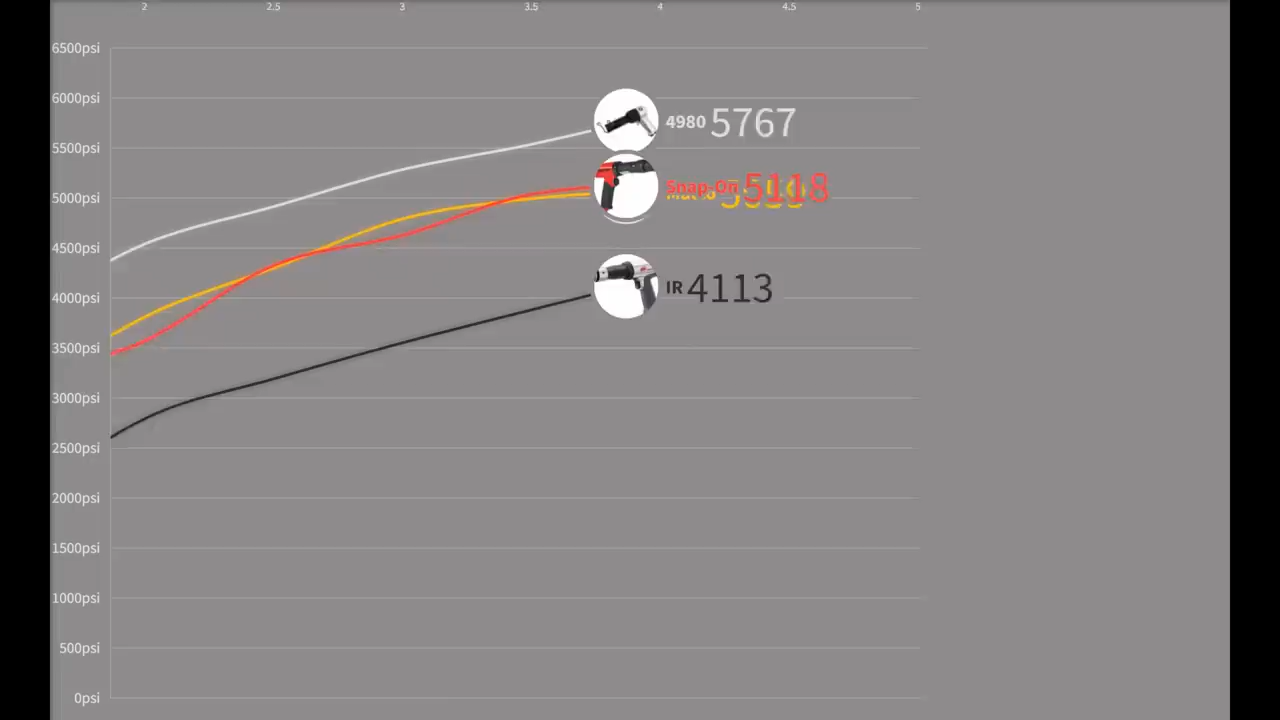 2 2.5 3 3.5 4 4.5 5
6500psi
6000psi
4980 5767
5500psi
Snap-On 5118
5000psi
4500psi
IR 4113
4000psi
3500psi
3000psi
2500psi
2000psi
1500psi
1000psi
500psi
0psi